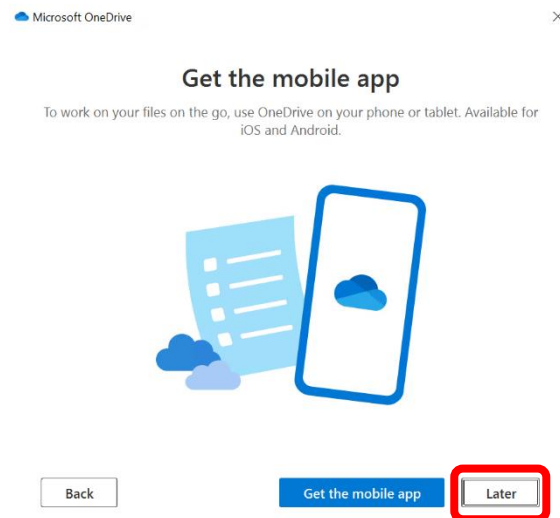 Microsoft OneDrive
Get the mobile app
To work on your files on the go, use OneDrive on your phone or tablet. Available for
iOS and Android.
Back
Get the mobile app
Later